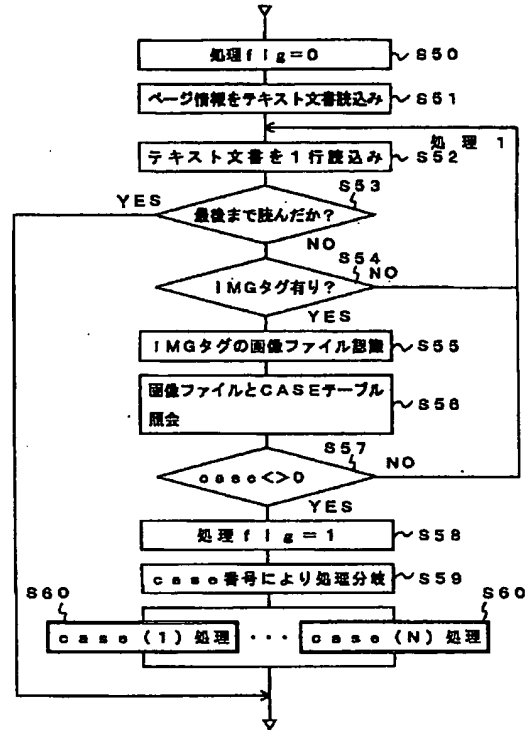 処理flg=0
S50
ページ情報をテキスト文書読込み
S51
処理 1
テキスト文書を1行読込み
S52
S53
YES
最後まで読んだか?
NO
S54
IMGタグ有り?
NO
YES
IMGタグの画像ファイル認識
S55
画像ファイルとCASEテーブル
照会
S56
S57
case<>0
NO
YES
処理flg=1
S58
case番号により処理分岐
S59
S60
S60
case(1)処理
・・・
case(N)処理